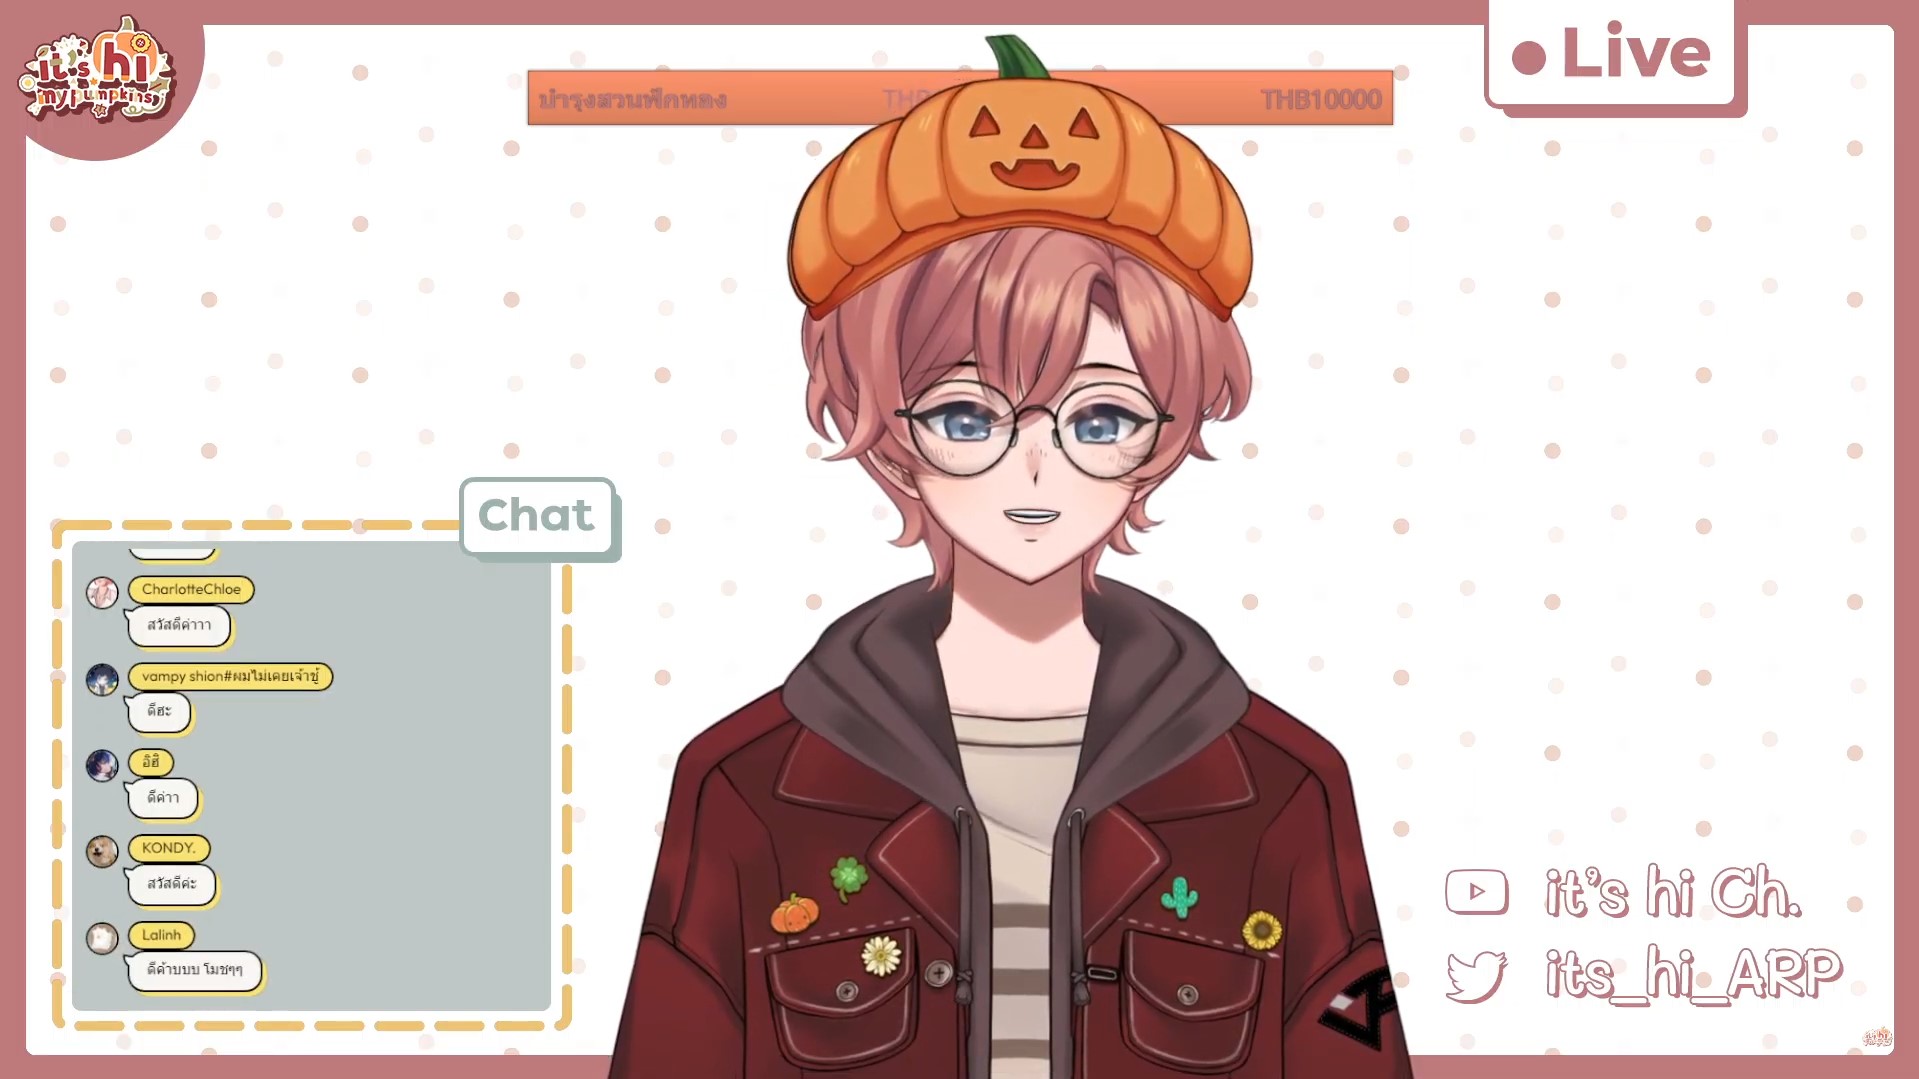 it's hi
my pumpkins
บำรุงสวนฟักทอง
THB
THB10000
Live
Chat
CharlotteChloe
สวัสดีค่าาา
vampy shion#ผมไม่เคยเจ้าชู้
ดีฮะ
อิฮิ
ดีค่าา
KONDY.
สวัสดีค่ะ
Lalinh
ดีค้าบบบ โมชๆๆ
it's hi Ch.
its_hi_ARP